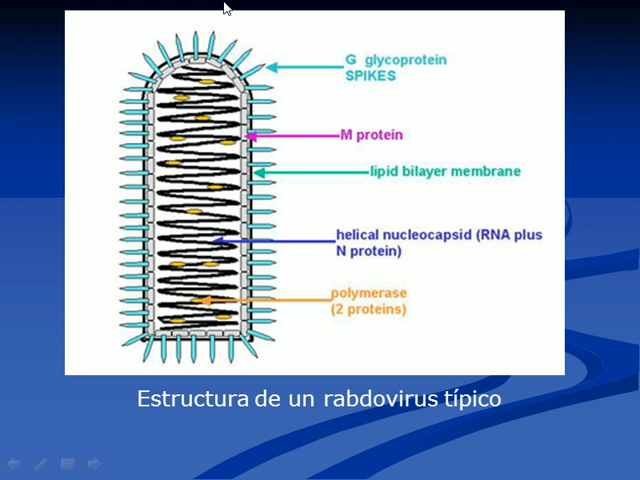 G glycoprotein
SPIKES
M protein
lipid bilayer membrane
helical nucleocapsid (RNA plus
N protein)
polymerase
(2 proteins)
Estructura de un rabdovirus típico